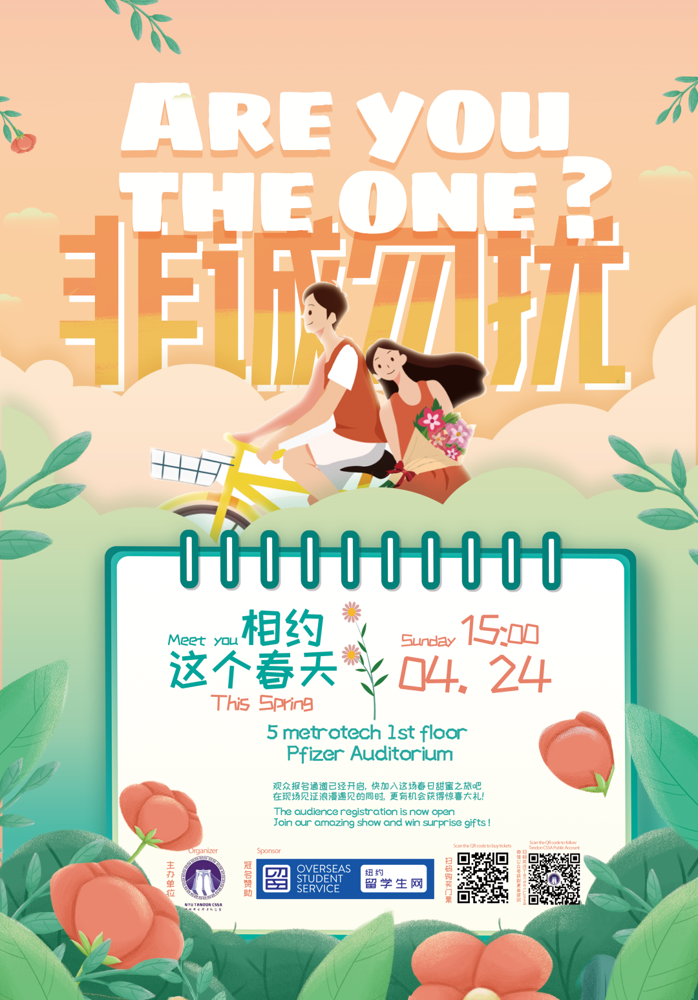 ARE YOU
THE ONE?
非诚勿扰
Meet you 相约
这个春天
This Spring
Sunday 15:00
04. 24
5 metrotech 1st floor
Pfizer Auditorium
观众报名通道已经开启, 快加入这场春日甜蜜之旅吧
在现场见证浪漫遇见的同时, 更有机会获得惊喜大礼!
The audience registration is now open
Join our amazing show and win surprise gifts !
主办单位
Organizer
NYU TANDON CSSA
冠名赞助
Sponsor
留
OVERSEAS
STUDENT
SERVICE
纽约
留学生网
Scan the QR code to buy tickets
扫码购买门票
Scan the QR code to follow
Tandon CSSA Public Account